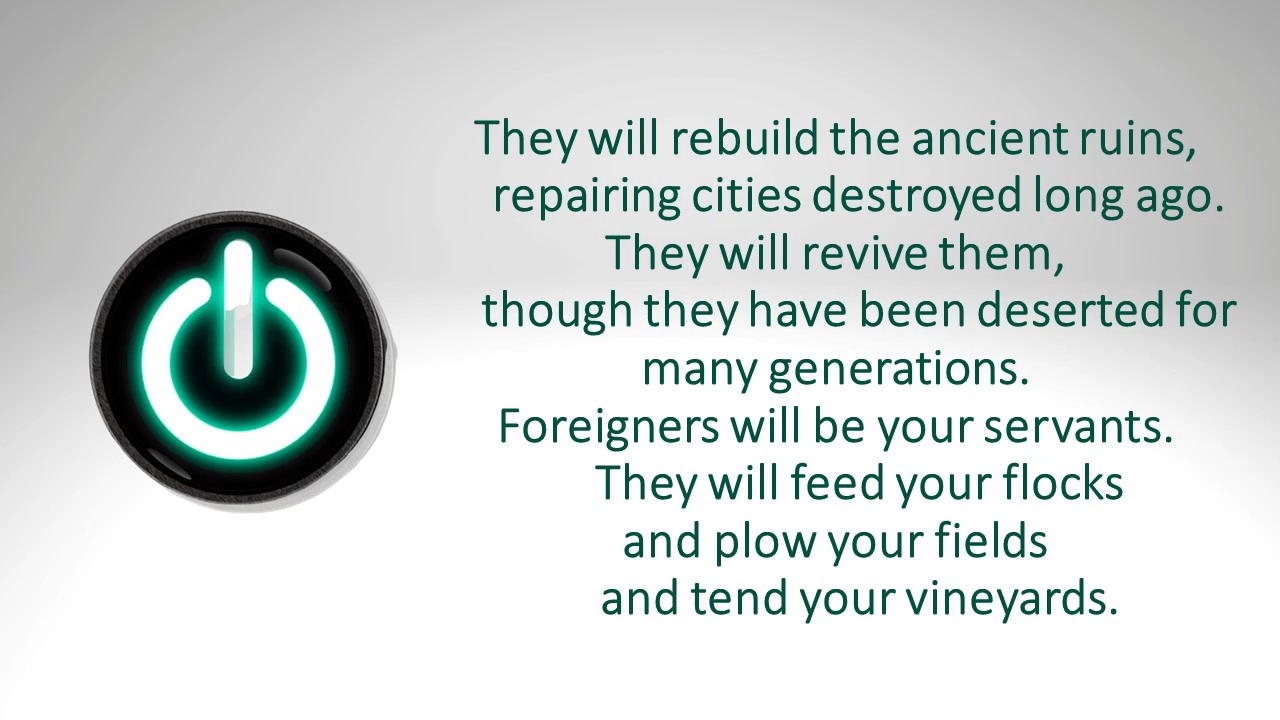 They will rebuild the ancient ruins,
repairing cities destroyed long ago.
They will revive them,
though they have been deserted for
many generations.
Foreigners will be your servants.
They will feed your flocks
and plow your fields
and tend your vineyards.